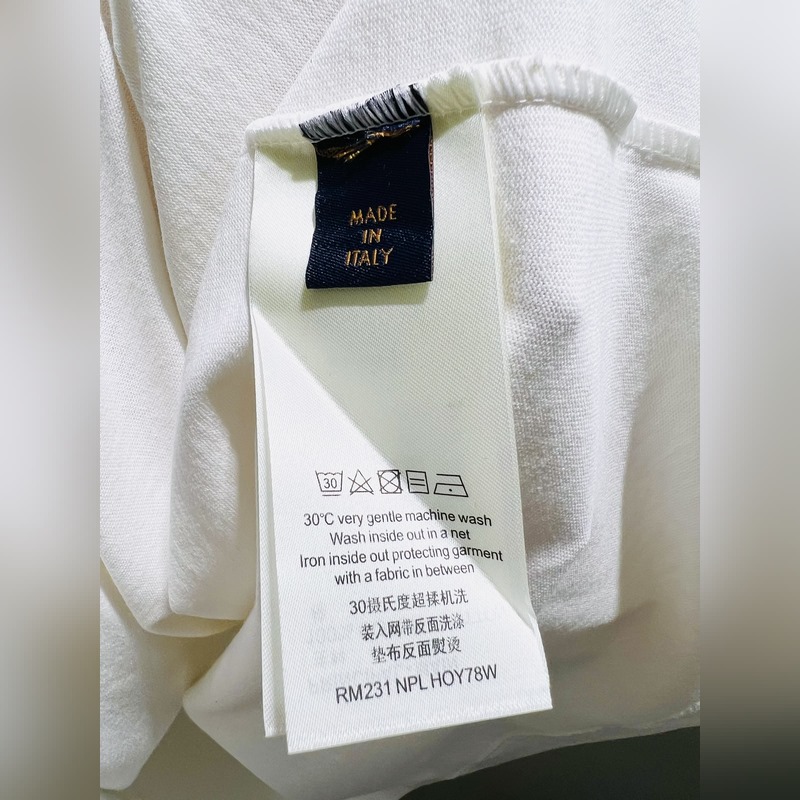 MADE
IN
ITALY
30
30°C very gentle machine wash
Wash inside out in a net
Iron inside out protecting garment
with a fabric in between
30摄氏度超揉机洗
装入网带反面洗涤
垫布反面熨烫
RM231 NPL HOY78W